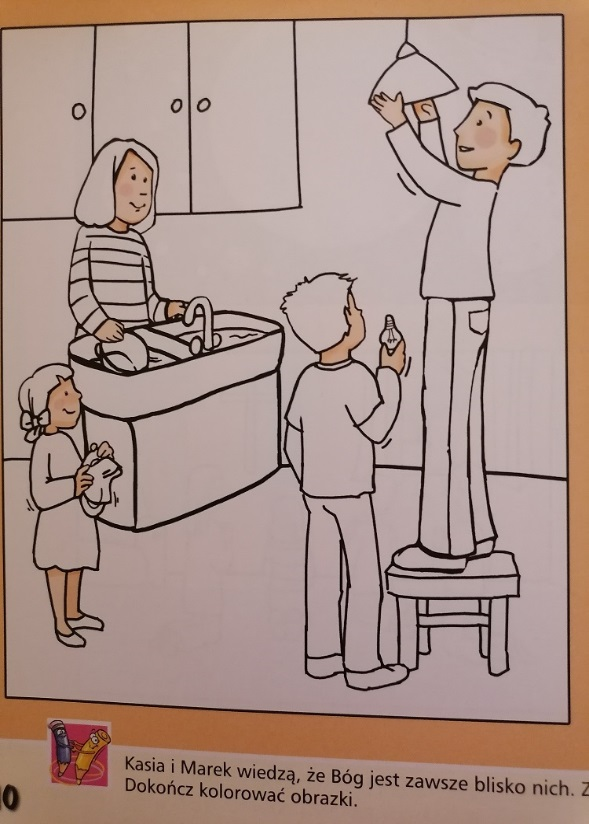 Kasia i Marek wiedzą, że Bóg jest zawsze blisko nich. Z
Dokończ kolorować obrazki.